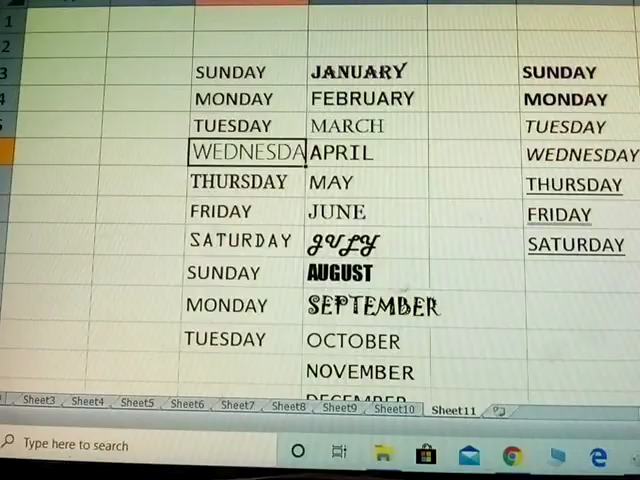 1
2
3 SUNDAY JANUARY SUNDAY
4 MONDAY FEBRUARY MONDAY
5 TUESDAY MARCH TUESDAY
WEDNESDA APRIL WEDNESDAY
THURSDAY MAY THURSDAY
FRIDAY JUNE FRIDAY
SATURDAY JULY SATURDAY
SUNDAY AUGUST
MONDAY SEPTEMBER
TUESDAY OCTOBER
NOVEMBER
DECEMBER
Sheet3 Sheet4 Sheet5 Sheet6 Sheet7 Sheet8 Sheet9 Sheet10 Sheet11
Type here to search